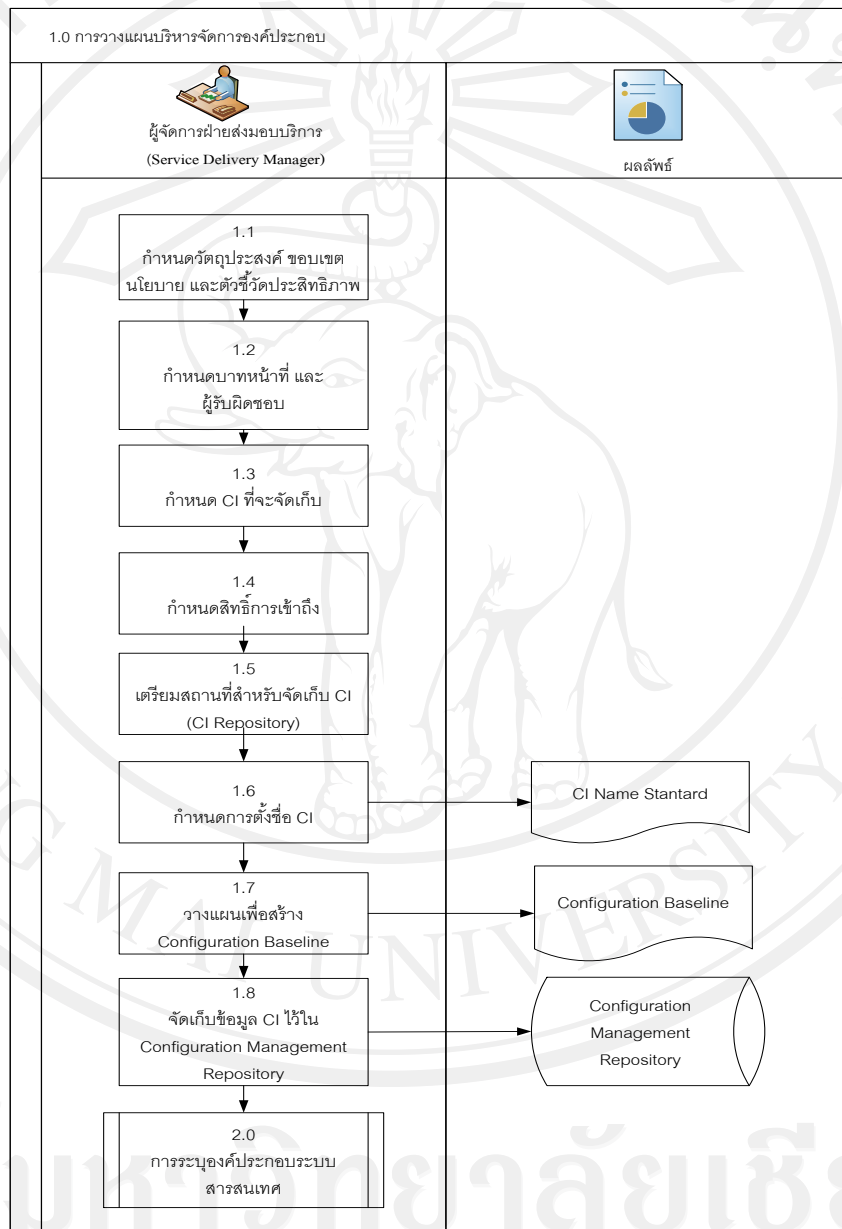 1.0 การวางแผนบริหารจัดการองค์ประกอบ
ผู้จัดการฝ่ายส่งมอบบริการ
(Service Delivery Manager)
ผลลัพธ์
1.1
กำหนดวัตถุประสงค์ ขอบเขต
นโยบาย และตัวชี้วัดประสิทธิภาพ
1.2
กำหนดบาทหน้าที่ และ
ผู้รับผิดชอบ
1.3
กำหนด CI ที่จะจัดเก็บ
1.4
กำหนดสิทธิ์การเข้าถึง
1.5
เตรียมสถานที่สำหรับจัดเก็บ CI
(CI Repository)
1.6
กำหนดการตั้งชื่อ CI
CI Name Stantard
1.7
วางแผนเพื่อสร้าง
Configuration Baseline
Configuration Baseline
1.8
จัดเก็บข้อมูล CI ไว้ใน
Configuration Management
Repository
Configuration
Management
Repository
2.0
การระบุองค์ประกอบระบบ
สารสนเทศ
MAI UNIVERSITY
มหาวิทยาลัยเชีย